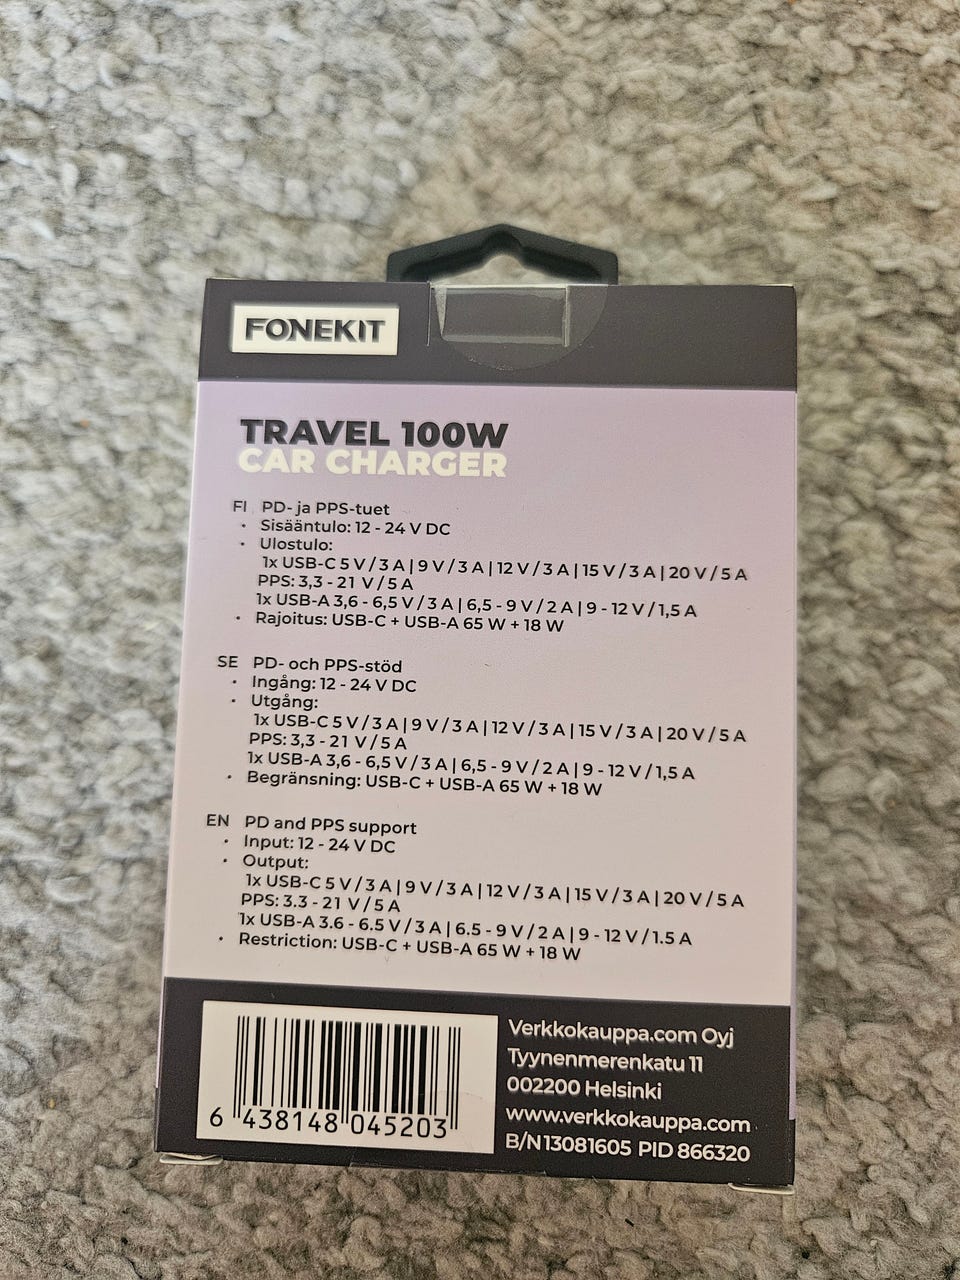 FONEKIT
TRAVEL 100W
CAR CHARGER
FI PD- ja PPS-tuet
• Sisääntulo: 12 - 24 V DC
• Ulostulo:
1x USB-C 5 V / 3 A | 9 V / 3 A | 12 V / 3 A | 15 V / 3 A | 20 V / 5 A
PPS: 3,3 - 21 V / 5 A
1x USB-A 3,6 - 6,5 V / 3 A | 6,5 - 9 V / 2 A | 9 - 12 V / 1,5 A
• Rajoitus: USB-C + USB-A 65 W + 18 W
SE PD- och PPS-stöd
• Ingång: 12 - 24 V DC
• Utgång:
1x USB-C 5 V / 3 A | 9 V / 3 A | 12 V / 3 A | 15 V / 3 A | 20 V / 5 A
PPS: 3,3 - 21 V / 5 A
1x USB-A 3,6 - 6,5 V / 3 A | 6,5 - 9 V / 2 A | 9 - 12 V / 1,5 A
• Begränsning: USB-C + USB-A 65 W + 18 W
EN PD and PPS support
• Input: 12 - 24 V DC
• Output:
1x USB-C 5 V / 3 A | 9 V / 3 A | 12 V / 3 A | 15 V / 3 A | 20 V / 5 A
PPS: 3.3 - 21 V / 5 A
1x USB-A 3.6 - 6.5 V / 3 A | 6.5 - 9 V / 2 A | 9 - 12 V / 1.5 A
• Restriction: USB-C + USB-A 65 W + 18 W
6 438148 045203
Verkkokauppa.com Oyj
Tyynenmerenkatu 11
002200 Helsinki
www.verkkokauppa.com
B/N 13081605 PID 866320